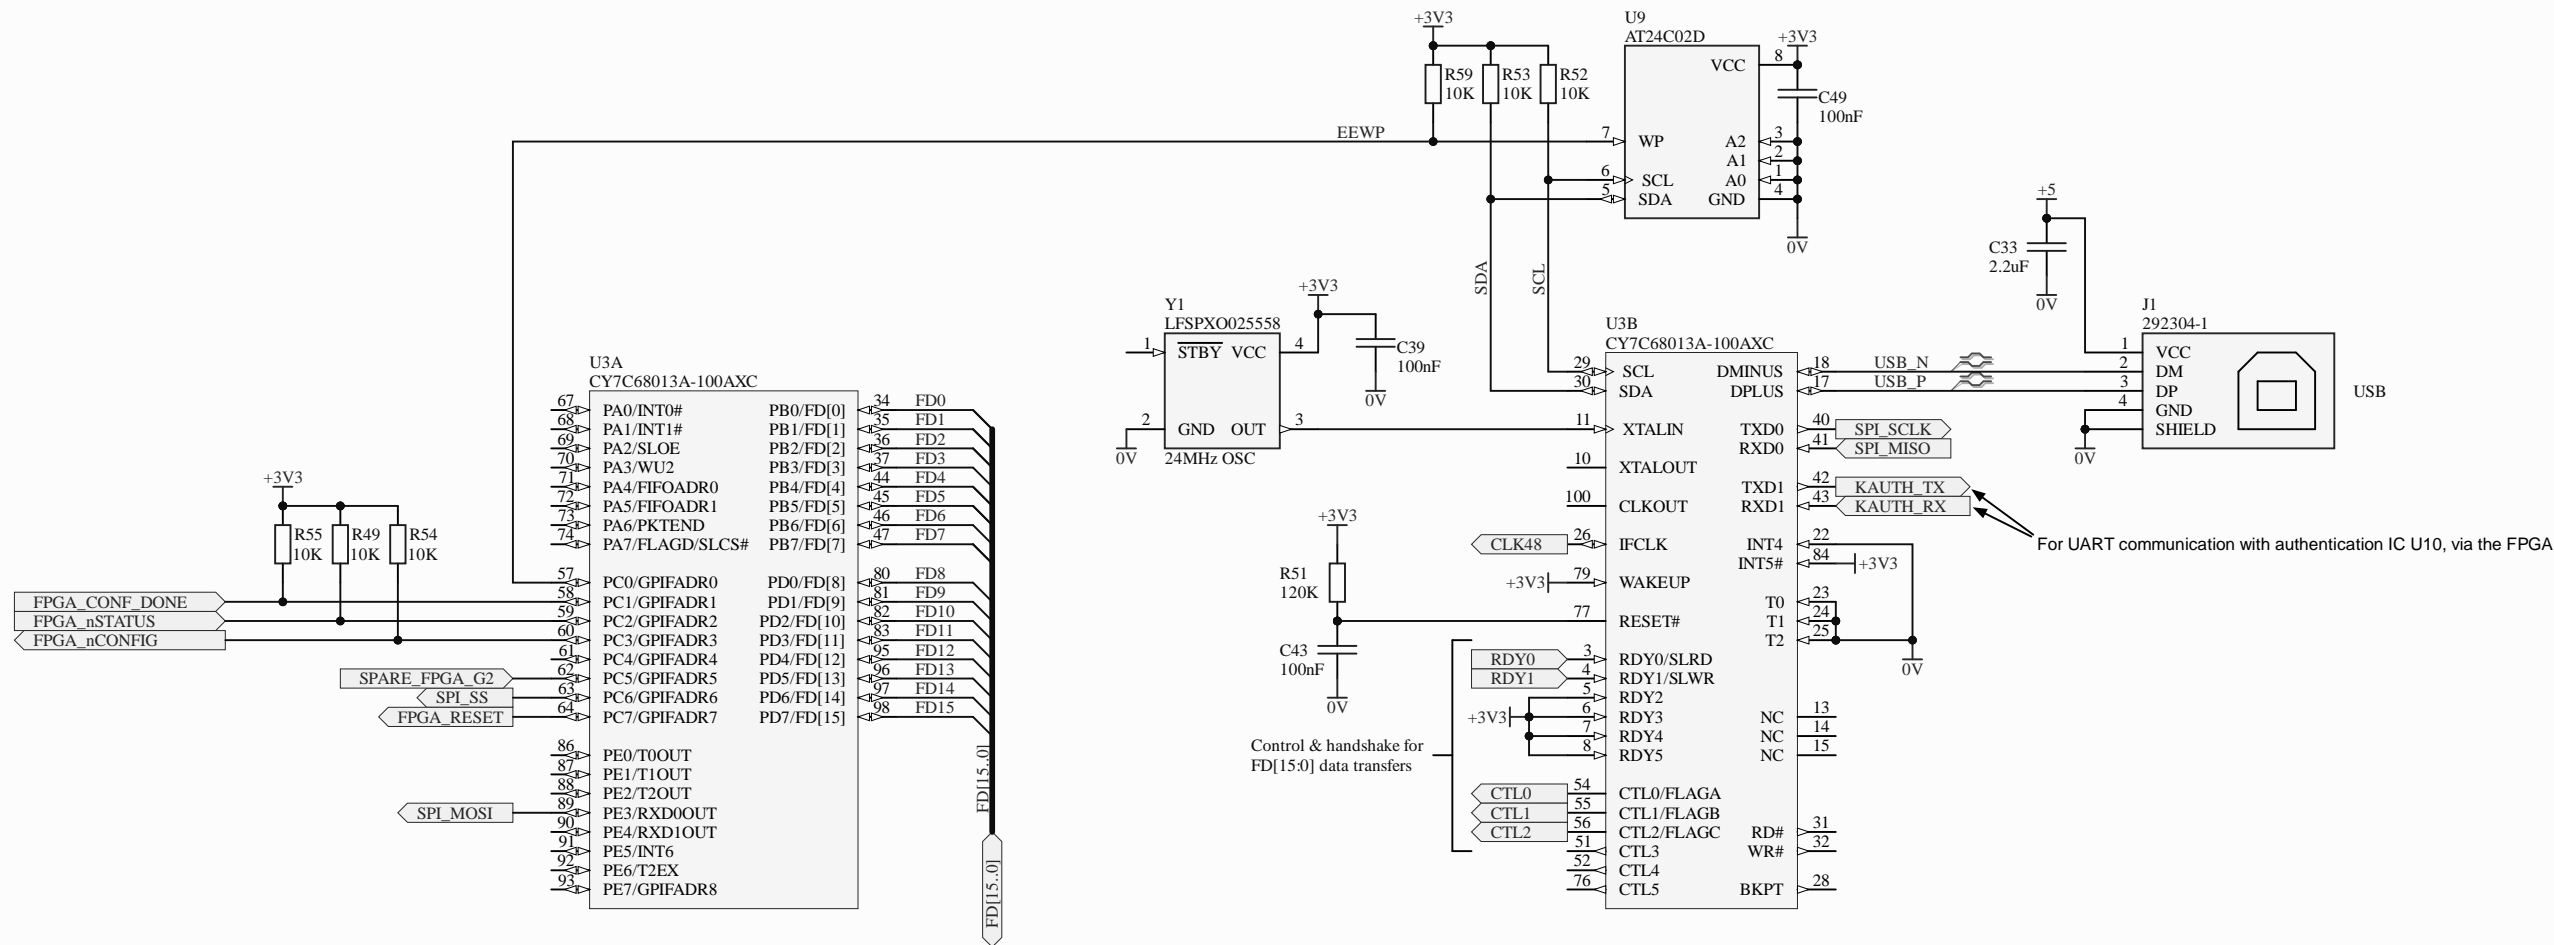 +3V3
R59
10K
R53
10K
R52
10K
U9
AT24C02D
VCC
8
+3V3
C49
100nF
EEWP
7
WP
A2
3
A1
2
6
SCL
A0
1
5
SDA
GND
4
0V
SDA
SCL
+5
C33
2.2uF
0V
Y1
LFSPXO025558
1
STBY
VCC
4
2
GND
OUT
3
0V
24MHz OSC
+3V3
C39
100nF
0V
J1
292304-1
1
VCC
2
DM
3
DP
4
GND
SHIELD
0V
USB
U3A
CY7C68013A-100AXC
67
PA0/INT0#
PB0/FD[0]
34
FD0
68
PA1/INT1#
PB1/FD[1]
35
FD1
69
PA2/SLOE
PB2/FD[2]
36
FD2
70
PA3/WU2
PB3/FD[3]
37
FD3
71
PA4/FIFOADR0
PB4/FD[4]
44
FD4
72
PA5/FIFOADR1
PB5/FD[5]
45
FD5
73
PA6/PKTEND
PB6/FD[6]
46
FD6
74
PA7/FLAGD/SLCS#
PB7/FD[7]
47
FD7
57
PC0/GPIFADR0
PD0/FD[8]
80
FD8
58
PC1/GPIFADR1
PD1/FD[9]
81
FD9
59
PC2/GPIFADR2
PD2/FD[10]
82
FD10
60
PC3/GPIFADR3
PD3/FD[11]
83
FD11
61
PC4/GPIFADR4
PD4/FD[12]
95
FD12
62
PC5/GPIFADR5
PD5/FD[13]
96
FD13
63
PC6/GPIFADR6
PD6/FD[14]
97
FD14
64
PC7/GPIFADR7
PD7/FD[15]
98
FD15
86
PE0/T0OUT
87
PE1/T1OUT
88
PE2/T2OUT
89
PE3/RXD0OUT
90
PE4/RXD1OUT
91
PE5/INT6
92
PE6/T2EX
93
PE7/GPIFADR8
FD[15..0]
FD[15..0]
+3V3
R55
10K
R49
10K
R54
10K
FPGA_CONF_DONE
FPGA_nSTATUS
FPGA_nCONFIG
SPARE_FPGA_G2
SPI_SS
FPGA_RESET
SPI_MOSI
U3B
CY7C68013A-100AXC
29
SCL
DMINUS
18
USB_N
30
SDA
DPLUS
17
USB_P
11
XTALIN
TXD0
40
SPI_SCLK
RXD0
41
SPI_MISO
10
XTALOUT
TXD1
42
KAUTH_TX
100
CLKOUT
RXD1
43
KAUTH_RX
For UART communication with authentication IC U10, via the FPGA
CLK48
26
IFCLK
INT4
22
INT5#
84
+3V3
+3V3
79
WAKEUP
T0
23
77
RESET#
T1
24
T2
25
0V
+3V3
R51
120K
C43
100nF
0V
RDY0
3
RDY0/SLRD
RDY1
4
RDY1/SLWR
5
RDY2
+3V3
6
RDY3
NC
13
7
RDY4
NC
14
8
RDY5
NC
15
Control & handshake for
FD[15:0] data transfers
CTL0
54
CTL0/FLAGA
CTL1
55
CTL1/FLAGB
CTL2
56
CTL2/FLAGC
RD#
31
51
CTL3
WR#
32
52
CTL4
76
CTL5
BKPT
28